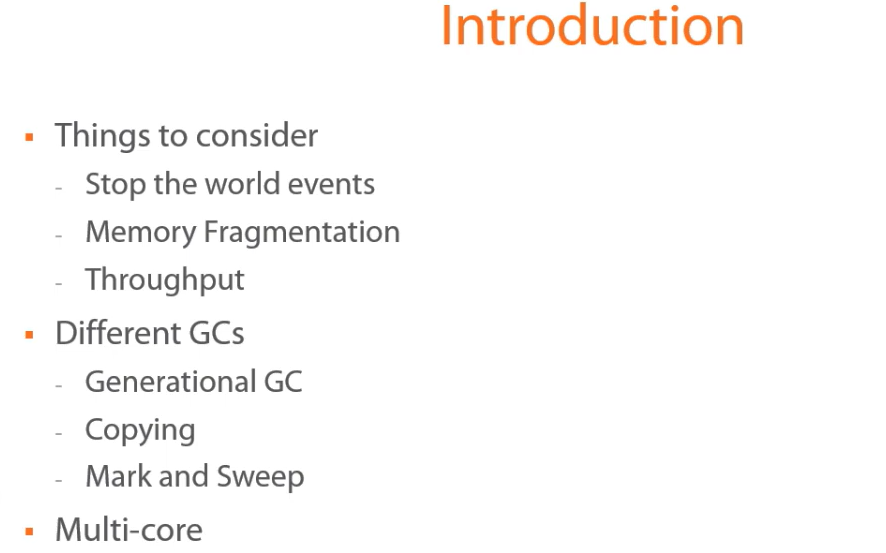 Introduction
▪ Things to consider
- Stop the world events
- Memory Fragmentation
- Throughput
▪ Different GCs
- Generational GC
- Copying
- Mark and Sweep
▪ Multi-core